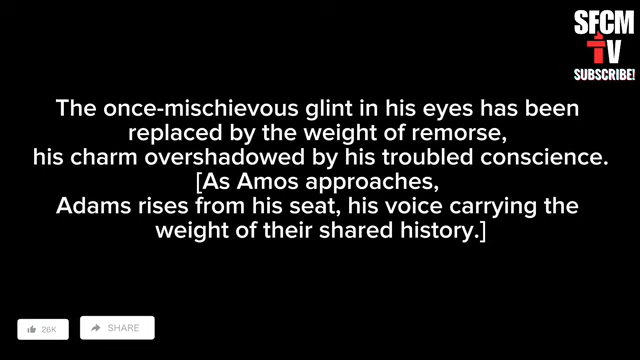 SFCM
TV
SUBSCRIBE!
The once-mischievous glint in his eyes has been
replaced by the weight of remorse,
his charm overshadowed by his troubled conscience.
[As Amos approaches,
Adams rises from his seat, his voice carrying the
weight of their shared history.]
26K
SHARE